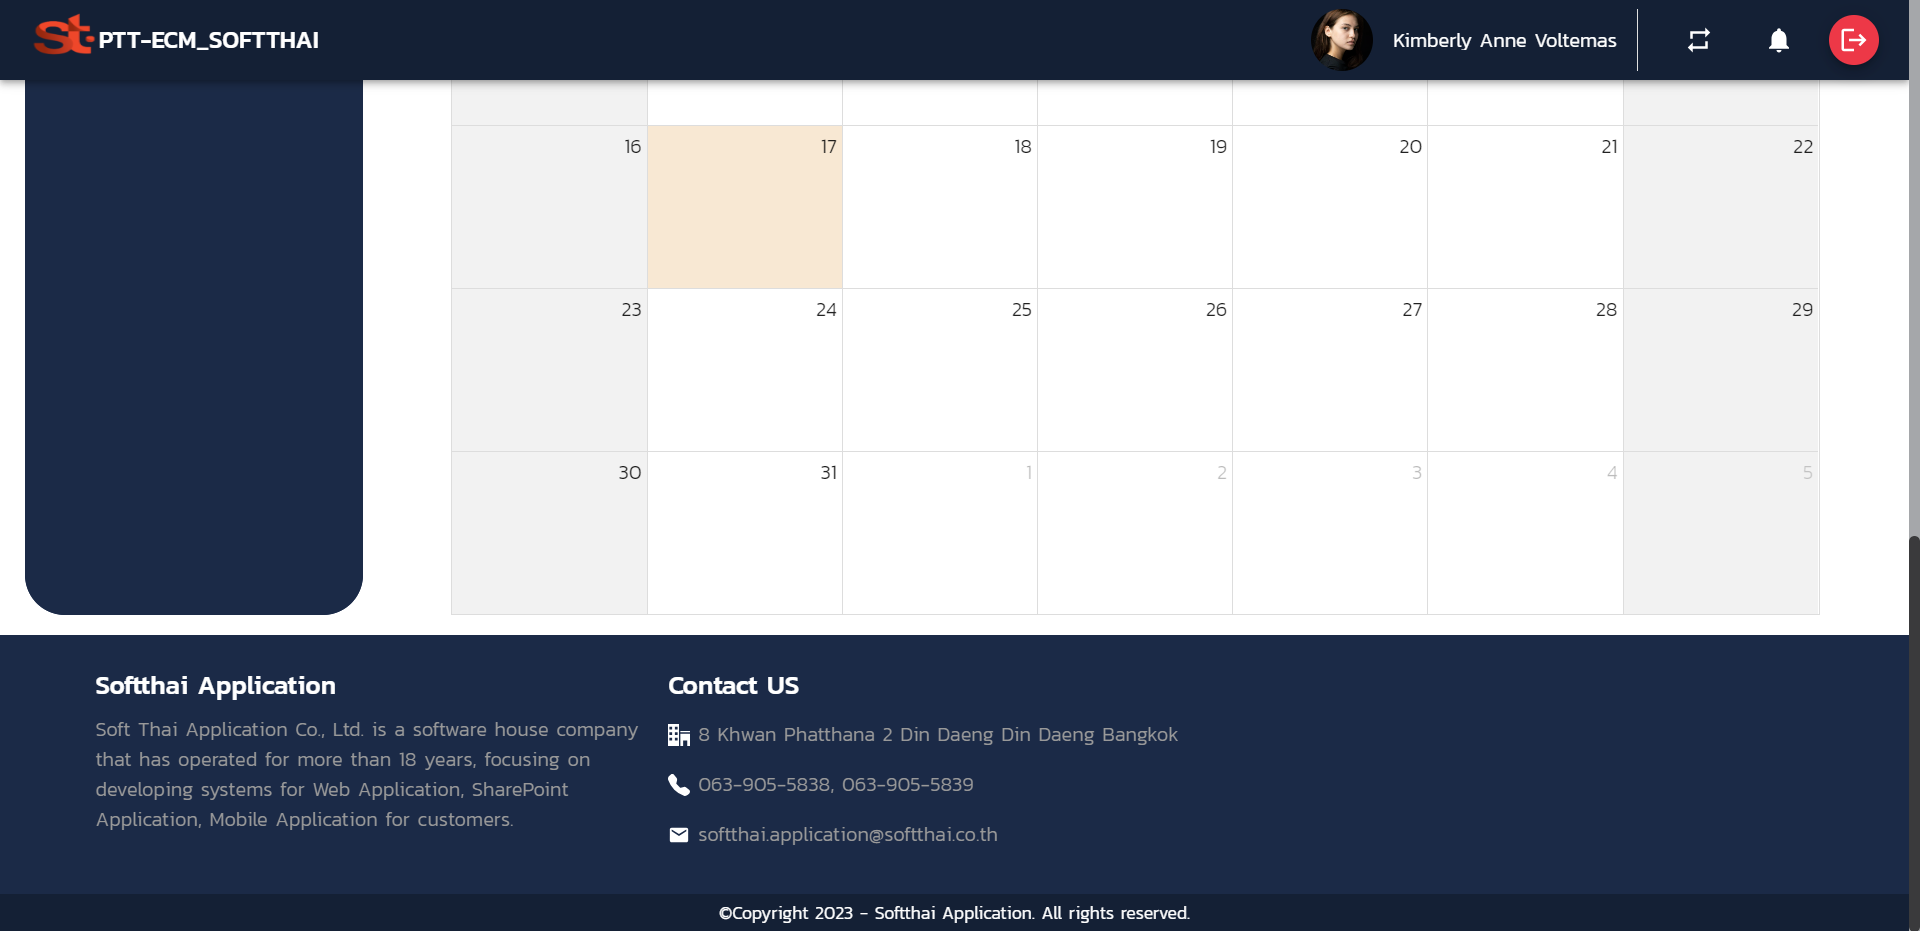 st. PTT-ECM_SOFTTHAI
Kimberly Anne Voltemas
16 17 18 19 20 21 22
23 24 25 26 27 28 29
30 31 1 2 3 4 5
Softthai Application
Soft Thai Application Co., Ltd. is a software house company
that has operated for more than 18 years, focusing on
developing systems for Web Application, SharePoint
Application, Mobile Application for customers.
Contact US
8 Khwan Phatthana 2 Din Daeng Din Daeng Bangkok
063-905-5838, 063-905-5839
softthai.application@softthai.co.th
©Copyright 2023 - Softthai Application. All rights reserved.